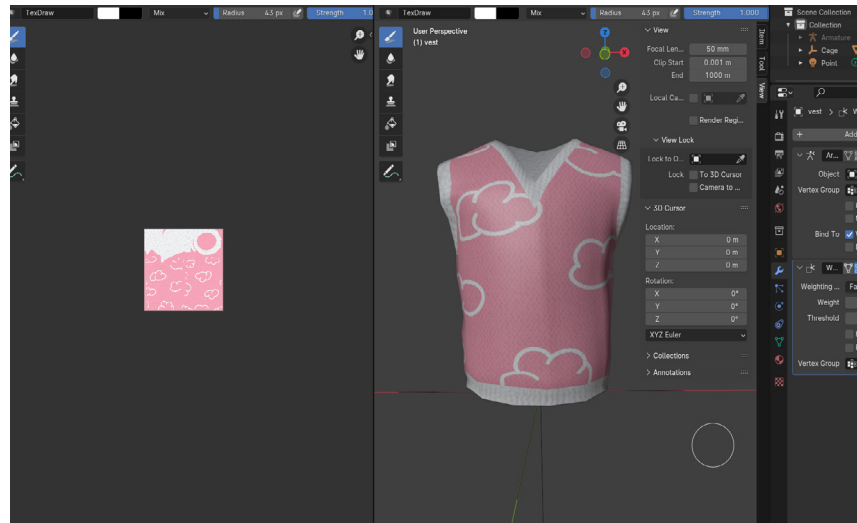 TexDraw Mix Radius 43 px Strength 1.0
TexDraw Mix Radius 43 px Strength 1.000
User Perspective
(1) vest
Z
X
View
Focal Len... 50 mm
Clip Start 0.001 m
End 1000 m
Local Ca...
Render Regi...
View Lock
Lock to O...
Lock To 3D Cursor
Camera to ...
3D Cursor
Location:
X 0 m
Y 0 m
Z 0 m
Rotation:
X 0°
Y 0°
Z 0°
XYZ Euler
Collections
Annotations
Item
Tool
View
Scene Collection
Collection
Armature
Cage
Point
vest W
Add
Ar...
Object
Vertex Group
Bind To
W...
Weighting ... Fa
Weight
Threshold
Vertex Group